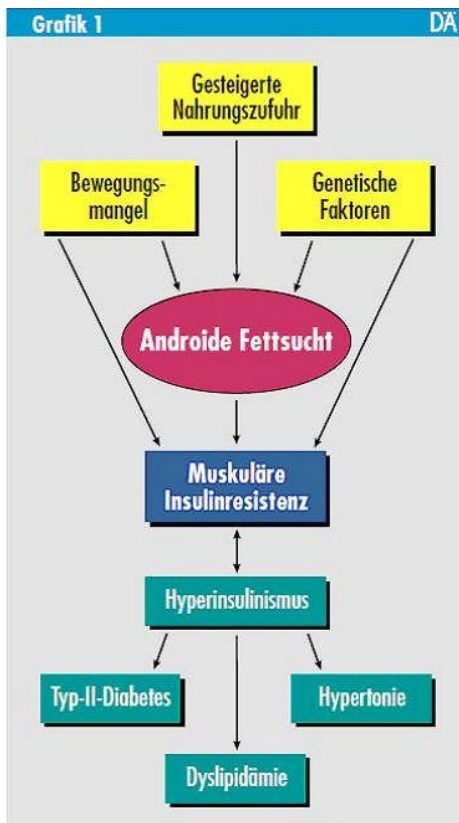 Grafik 1
DÄ
Gesteigerte
Nahrungszufuhr
Bewegungs-
mangel
Genetische
Faktoren
Androide Fettsucht
Muskuläre
Insulinresistenz
Hyperinsulinismus
Typ-II-Diabetes
Hypertonie
Dyslipidämie